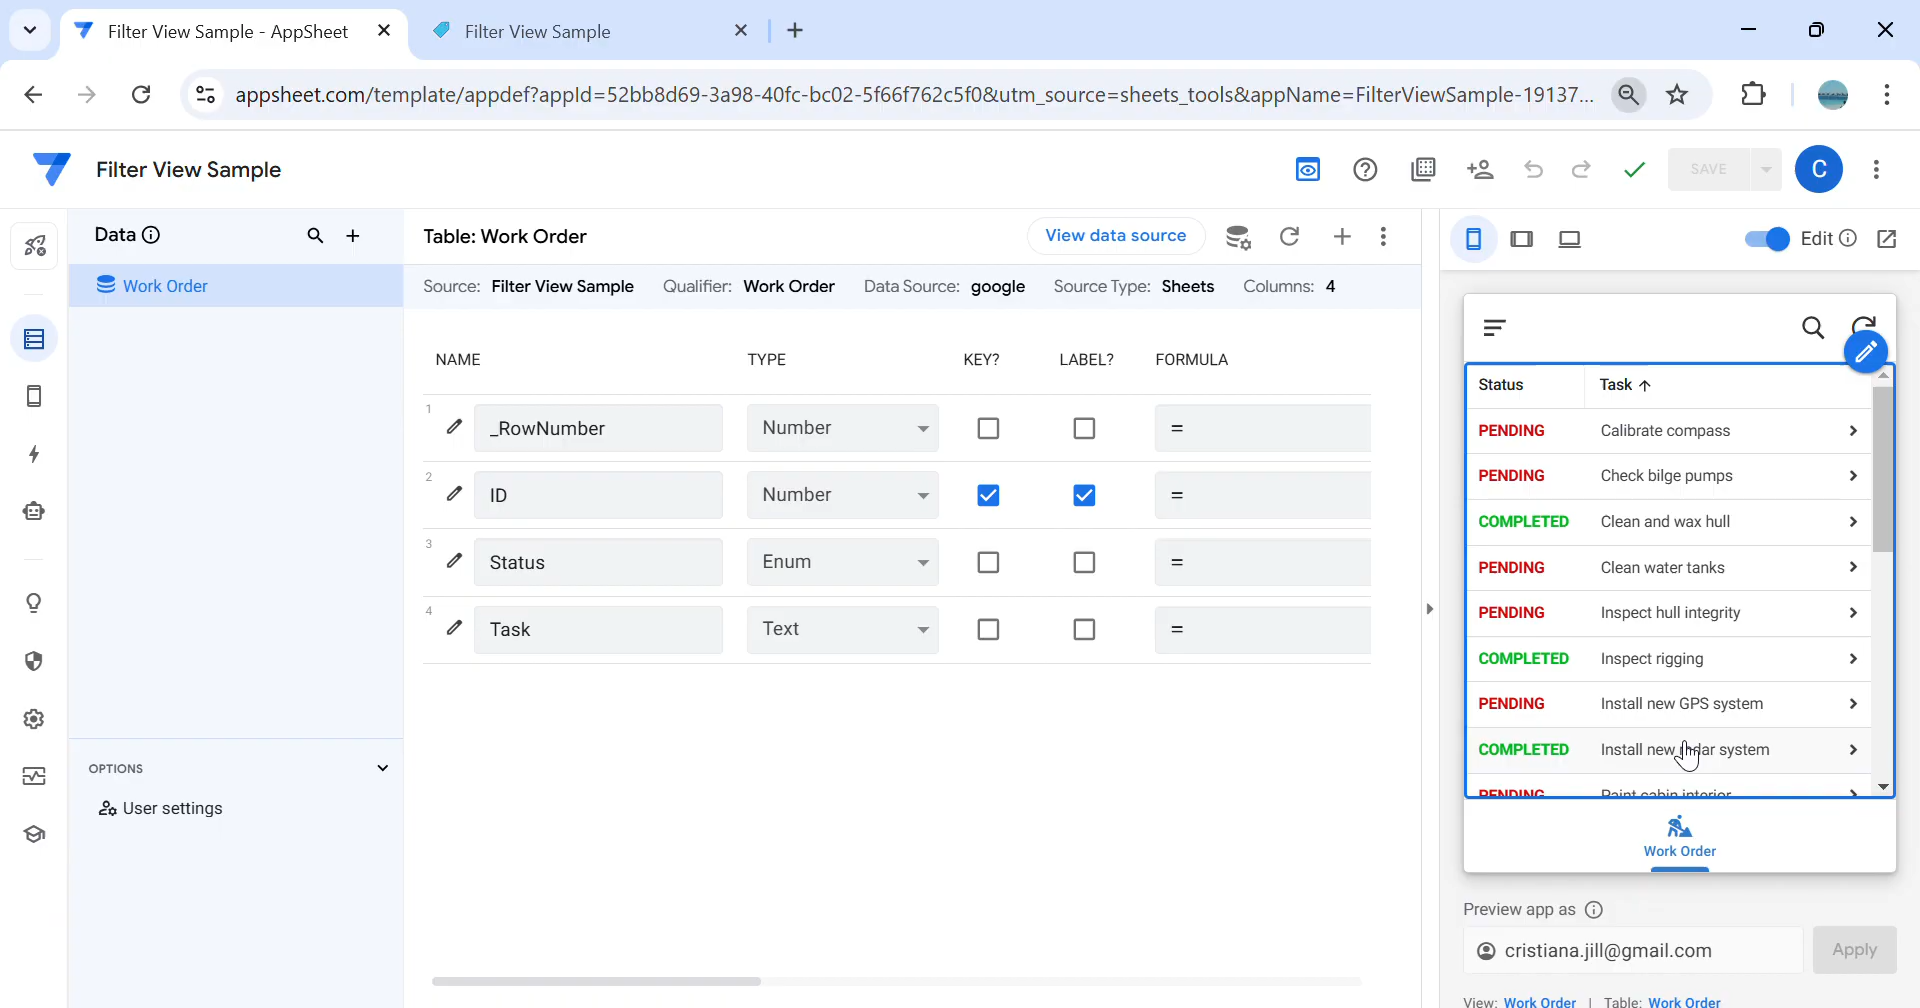 Filter View Sample - AppSheet
Filter View Sample
appsheet.com/template/appdef?appId=52bb8d69-3a98-40fc-bc02-5f66f762c5f0&utm_source=sheets_tools&appName=FilterViewSample-19137...
Filter View Sample
SAVE
C
Data
Work Order
OPTIONS
User settings
Table: Work Order
View data source
Source: Filter View Sample Qualifier: Work Order Data Source: google Source Type: Sheets Columns: 4
NAME TYPE KEY? LABEL? FORMULA
1 _RowNumber Number =
2 ID Number =
3 Status Enum =
4 Task Text =
Edit
Status Task
PENDING Calibrate compass
PENDING Check bilge pumps
COMPLETED Clean and wax hull
PENDING Clean water tanks
PENDING Inspect hull integrity
COMPLETED Inspect rigging
PENDING Install new GPS system
COMPLETED Install new radar system
PENDING Paint cabin interior
Work Order
Preview app as
cristiana.jill@gmail.com Apply
View: Work Order | Table: Work Order